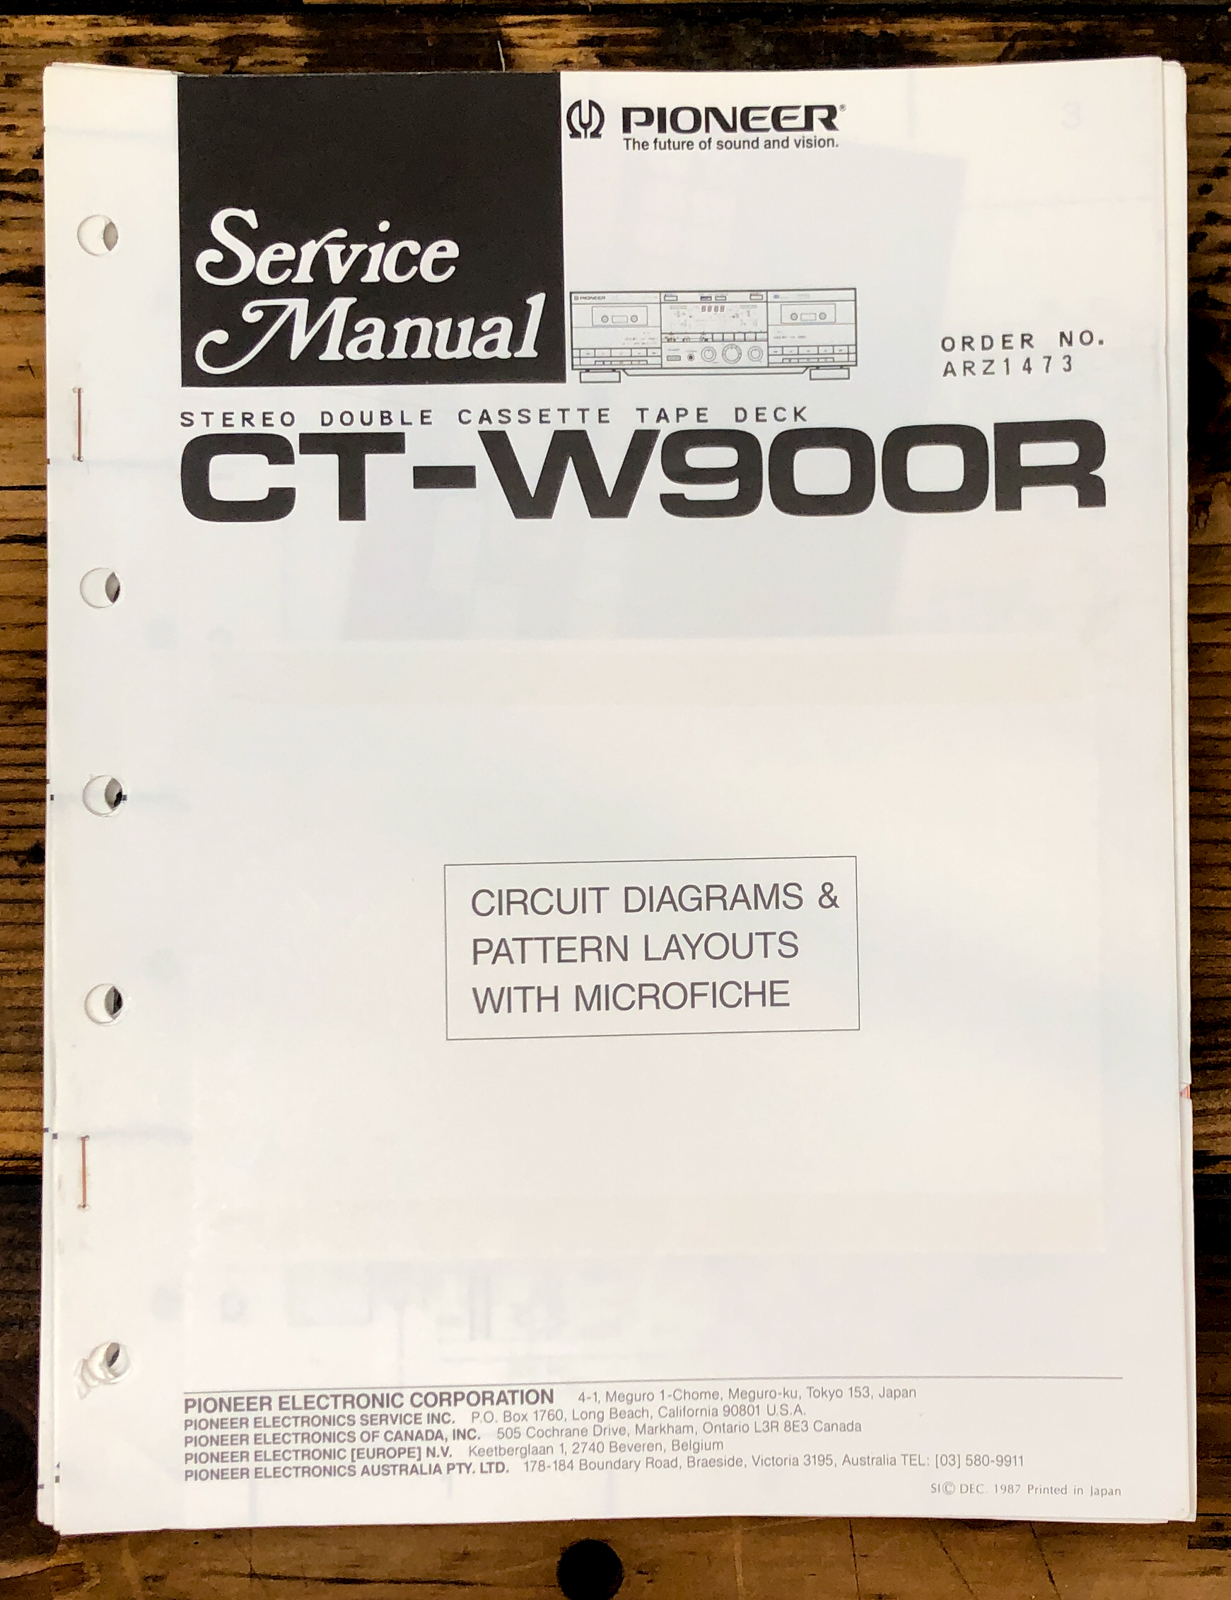 PIONEER®
The future of sound and vision.
Service
Manual
PIONEER
ORDER NO.
ARZ1473
STEREO DOUBLE CASSETTE TAPE DECK
CT-W900R
CIRCUIT DIAGRAMS &
PATTERN LAYOUTS
WITH MICROFICHE
PIONEER ELECTRONIC CORPORATION 4-1, Meguro 1-Chome, Meguro-ku, Tokyo 153, Japan
PIONEER ELECTRONICS SERVICE INC. P.O. Box 1760, Long Beach, California 90801 U.S.A.
PIONEER ELECTRONICS OF CANADA, INC. 505 Cochrane Drive, Markham, Ontario L3R 8E3 Canada
PIONEER ELECTRONIC [EUROPE] N.V. Keetberglaan 1, 2740 Beveren, Belgium
PIONEER ELECTRONICS AUSTRALIA PTY. LTD. 178-184 Boundary Road, Braeside, Victoria 3195, Australia TEL: [03] 580-9911
SI© DEC. 1987 Printed in Japan